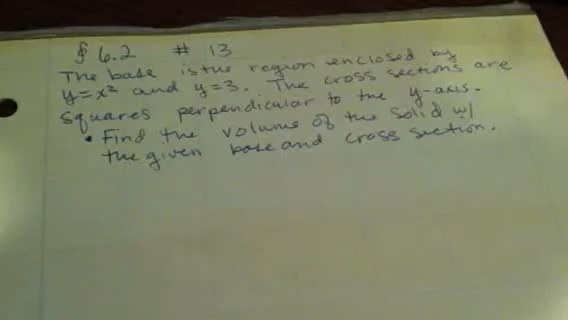 § 6.2 # 13
The base is the region enclosed by
y=x² and y=3. The cross sections are
squares perpendicular to the y-axis.
• Find the volume of the solid w/
the given base and cross section.